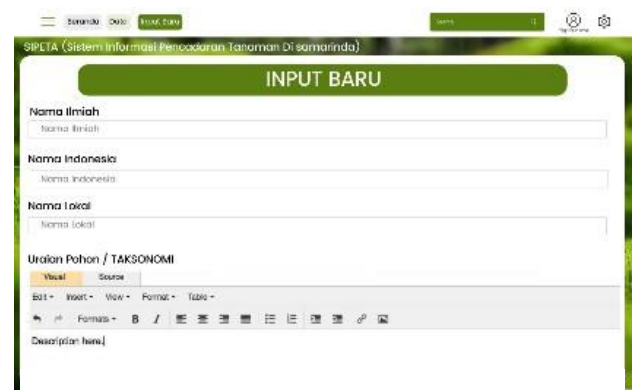 Beranda Data Input Baru
SIPETA (Sistem Informasi Pencadaran Tanaman Di samarinda)
INPUT BARU
Nama Ilmiah
Nama Ilmiah
Nama Indonesia
Nama Indonesia
Nama Lokal
Nama Lokal
Uraian Pohon / TAKSONOMI
Visual Source
Edit Insert View Format Table
Formats B I
Description here.